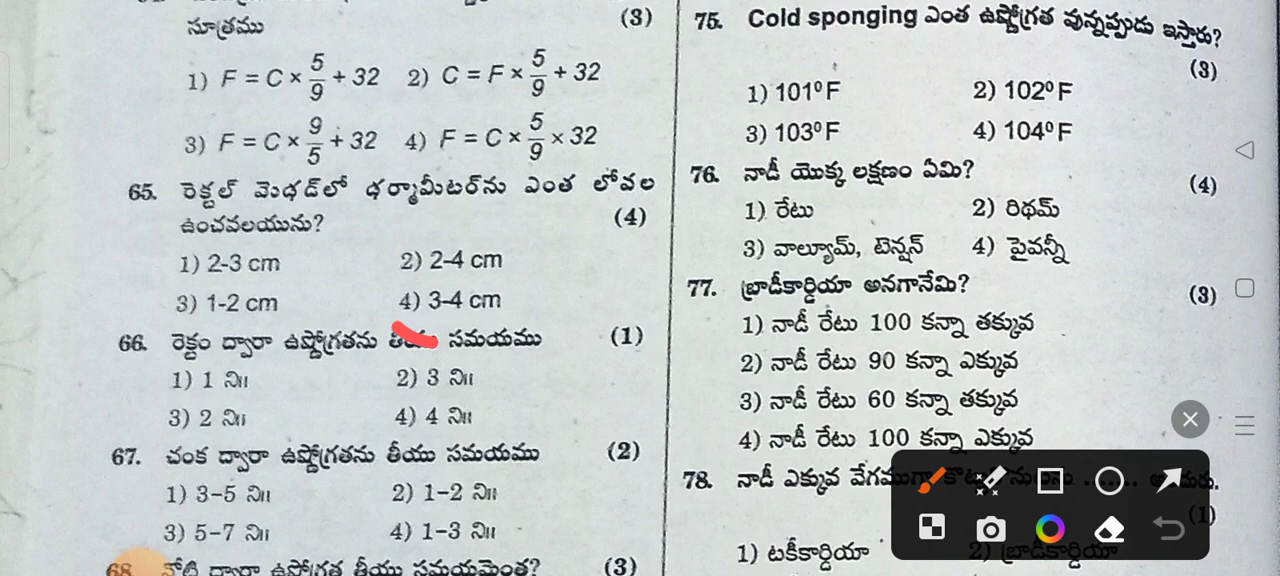 సూత్రము (3)
1) F = C × 5/9 + 32 2) C = F × 5/9 + 32
3) F = C × 9/5 + 32 4) F = C × 5/9 × 32
65. రెక్టల్ మెథడ్‌లో థర్మామీటర్‌ను ఎంత లోపల
ఉంచవలయును? (4)
1) 2-3 cm 2) 2-4 cm
3) 1-2 cm 4) 3-4 cm
66. రెక్టం ద్వారా ఉష్ణోగ్రతను తీయు సమయము (1)
1) 1 ని॥ 2) 3 ని॥
3) 2 ని॥ 4) 4 ని॥
67. చంక ద్వారా ఉష్ణోగ్రతను తీయు సమయము (2)
1) 3-5 ని॥ 2) 1-2 ని॥
3) 5-7 ని॥ 4) 1-3 ని॥
68. నోటి ద్వారా ఉష్ణోగ్రత తీయు సమయమెంత? (3)
75. Cold sponging ఎంత ఉష్ణోగ్రత వున్నప్పుడు ఇస్తారు?
(3)
1) 101⁰F 2) 102⁰F
3) 103⁰F 4) 104⁰F
76. నాడీ యొక్క లక్షణం ఏమి? (4)
1) రేటు 2) రిథమ్
3) వాల్యూమ్, టెన్షన్ 4) పైవన్నీ
77. బ్రాడీకార్డియా అనగానేమి? (3)
1) నాడీ రేటు 100 కన్నా తక్కువ
2) నాడీ రేటు 90 కన్నా ఎక్కువ
3) నాడీ రేటు 60 కన్నా తక్కువ
4) నాడీ రేటు 100 కన్నా ఎక్కువ
78. నాడీ ఎక్కువ వేగముగా
(1)
1) టకీకార్డియా 2) బ్రాడీకార్డియా